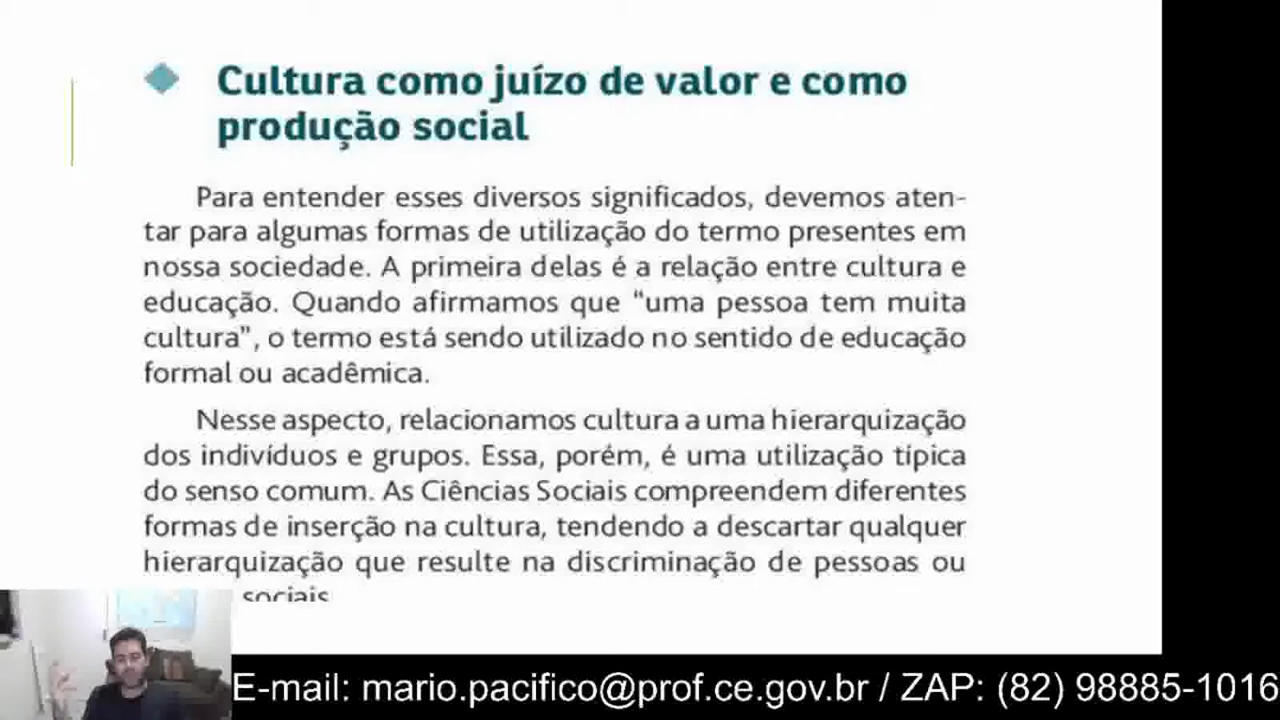 Cultura como juízo de valor e como
produção social
Para entender esses diversos significados, devemos aten-
tar para algumas formas de utilização do termo presentes em
nossa sociedade. A primeira delas é a relação entre cultura e
educação. Quando afirmamos que "uma pessoa tem muita
cultura", o termo está sendo utilizado no sentido de educação
formal ou acadêmica.
Nesse aspecto, relacionamos cultura a uma hierarquização
dos indivíduos e grupos. Essa, porém, é uma utilização típica
do senso comum. As Ciências Sociais compreendem diferentes
formas de inserção na cultura, tendendo a descartar qualquer
hierarquização que resulte na discriminação de pessoas ou
sociais
E-mail: mario.pacifico@prof.ce.gov.br / ZAP: (82) 98885-1016